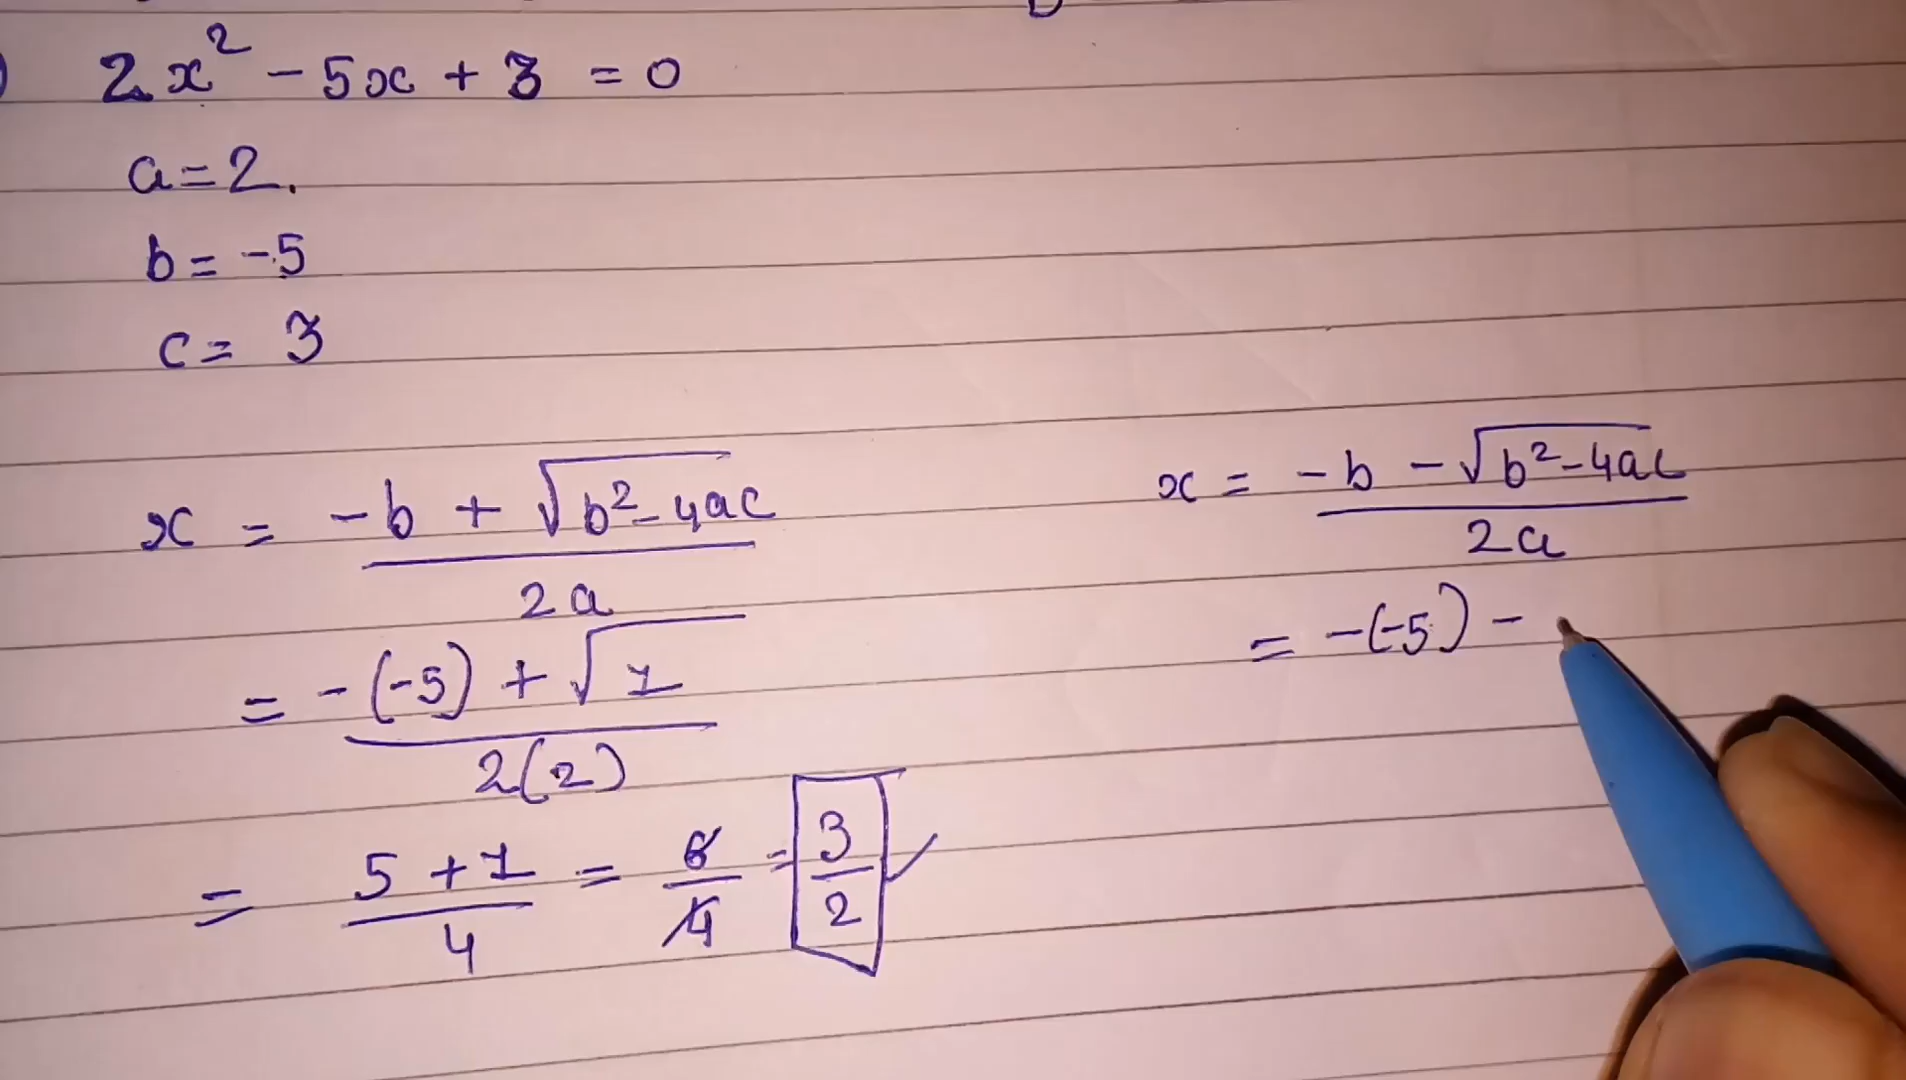 2x² - 5x + 3 = 0
a = 2.
b = -5
c = 3
x = (-b + √(b² - 4ac)) / 2a
= (-(-5) + √1) / 2(2)
= (5 + 1) / 4 = 6/4 = 3/2 ✓
x = (-b - √(b² - 4ac)) / 2a
= -(-5) -